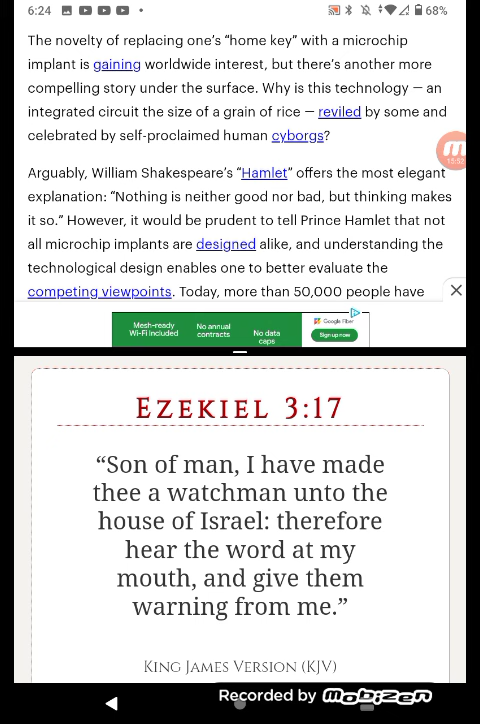 6:24
68%
The novelty of replacing one's “home key” with a microchip
implant is gaining worldwide interest, but there's another more
compelling story under the surface. Why is this technology — an
integrated circuit the size of a grain of rice — reviled by some and
celebrated by self-proclaimed human cyborgs?
15:52
Arguably, William Shakespeare's “Hamlet” offers the most elegant
explanation: “Nothing is neither good nor bad, but thinking makes
it so.” However, it would be prudent to tell Prince Hamlet that not
all microchip implants are designed alike, and understanding the
technological design enables one to better evaluate the
competing viewpoints. Today, more than 50,000 people have
Mesh-ready
Wi-Fi Included
No annual
contracts
No data
caps
Google Fiber
Sign up now
EZEKIEL 3:17
“Son of man, I have made
thee a watchman unto the
house of Israel: therefore
hear the word at my
mouth, and give them
warning from me.”
KING JAMES VERSION (KJV)
Recorded by Mobizen